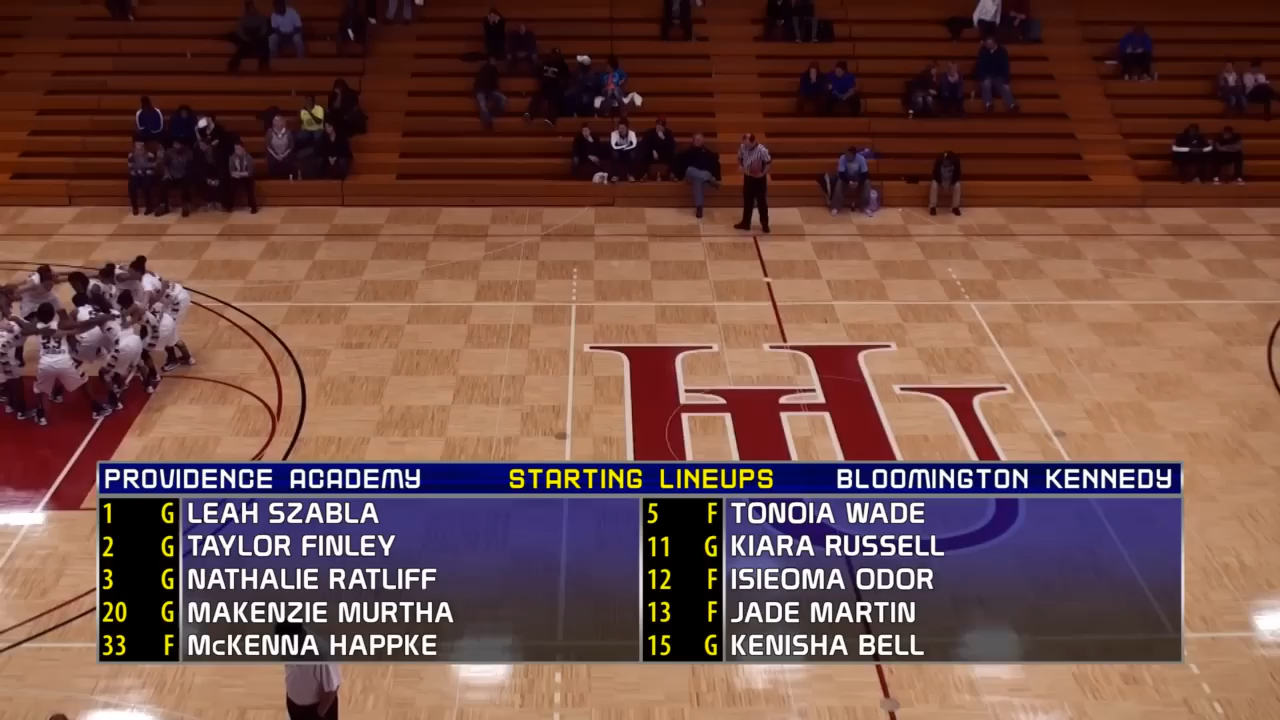 HU
PROVIDENCE ACADEMY STARTING LINEUPS BLOOMINGTON KENNEDY
1 G LEAH SZABLA 5 F TONOIA WADE
2 G TAYLOR FINLEY 11 G KIARA RUSSELL
3 G NATHALIE RATLIFF 12 F ISIEOMA ODOR
20 G MAKENZIE MURTHA 13 F JADE MARTIN
33 F McKENNA HAPPKE 15 G KENISHA BELL